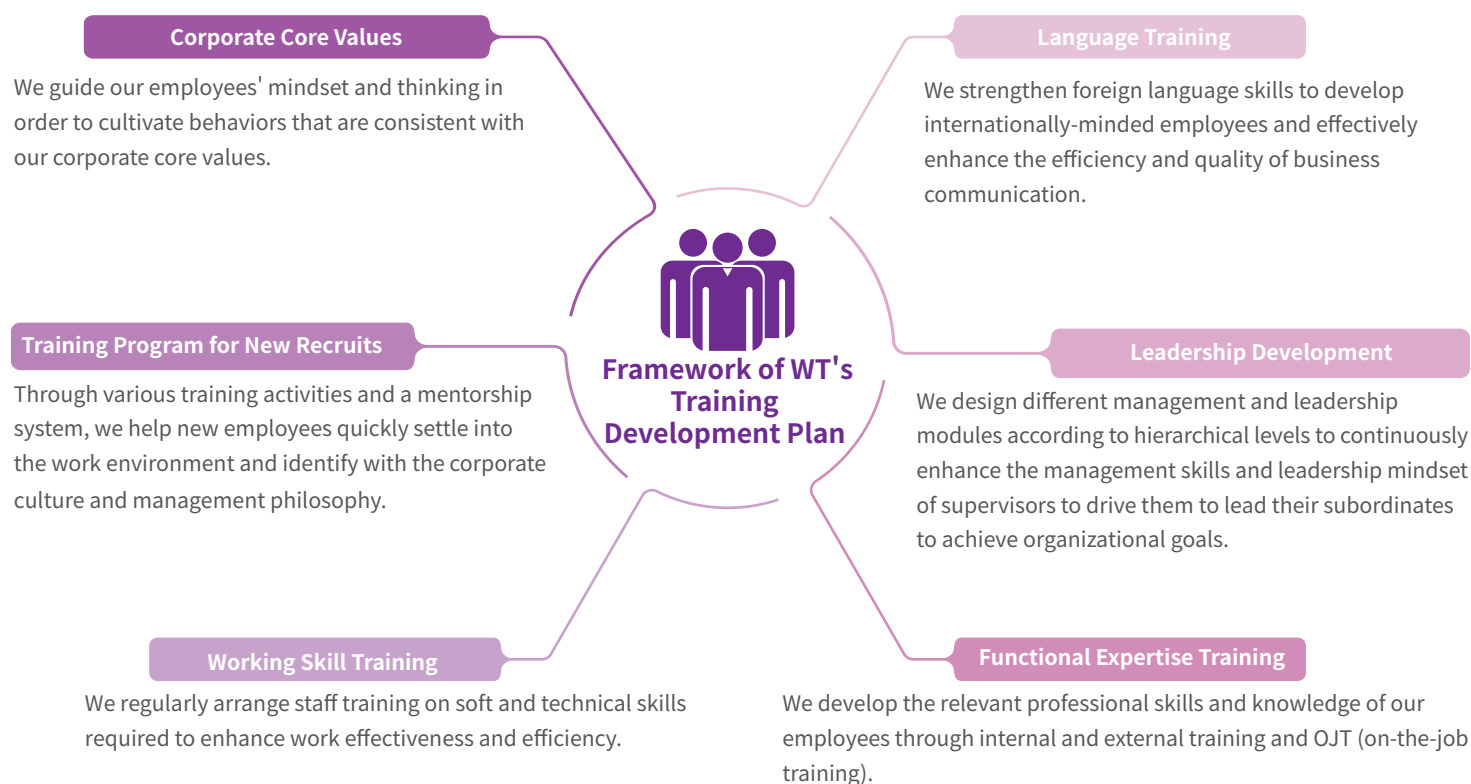 Corporate Core Values
We guide our employees' mindset and thinking in
order to cultivate behaviors that are consistent with
our corporate core values.
Language Training
We strengthen foreign language skills to develop
internationally-minded employees and effectively
enhance the efficiency and quality of business
communication.
Framework of WT's
Training
Development Plan
Training Program for New Recruits
Through various training activities and a mentorship
system, we help new employees quickly settle into
the work environment and identify with the corporate
culture and management philosophy.
Leadership Development
We design different management and leadership
modules according to hierarchical levels to continuously
enhance the management skills and leadership mindset
of supervisors to drive them to lead their subordinates
to achieve organizational goals.
Working Skill Training
We regularly arrange staff training on soft and technical skills
required to enhance work effectiveness and efficiency.
Functional Expertise Training
We develop the relevant professional skills and knowledge of our
employees through internal and external training and OJT (on-the-job
training).